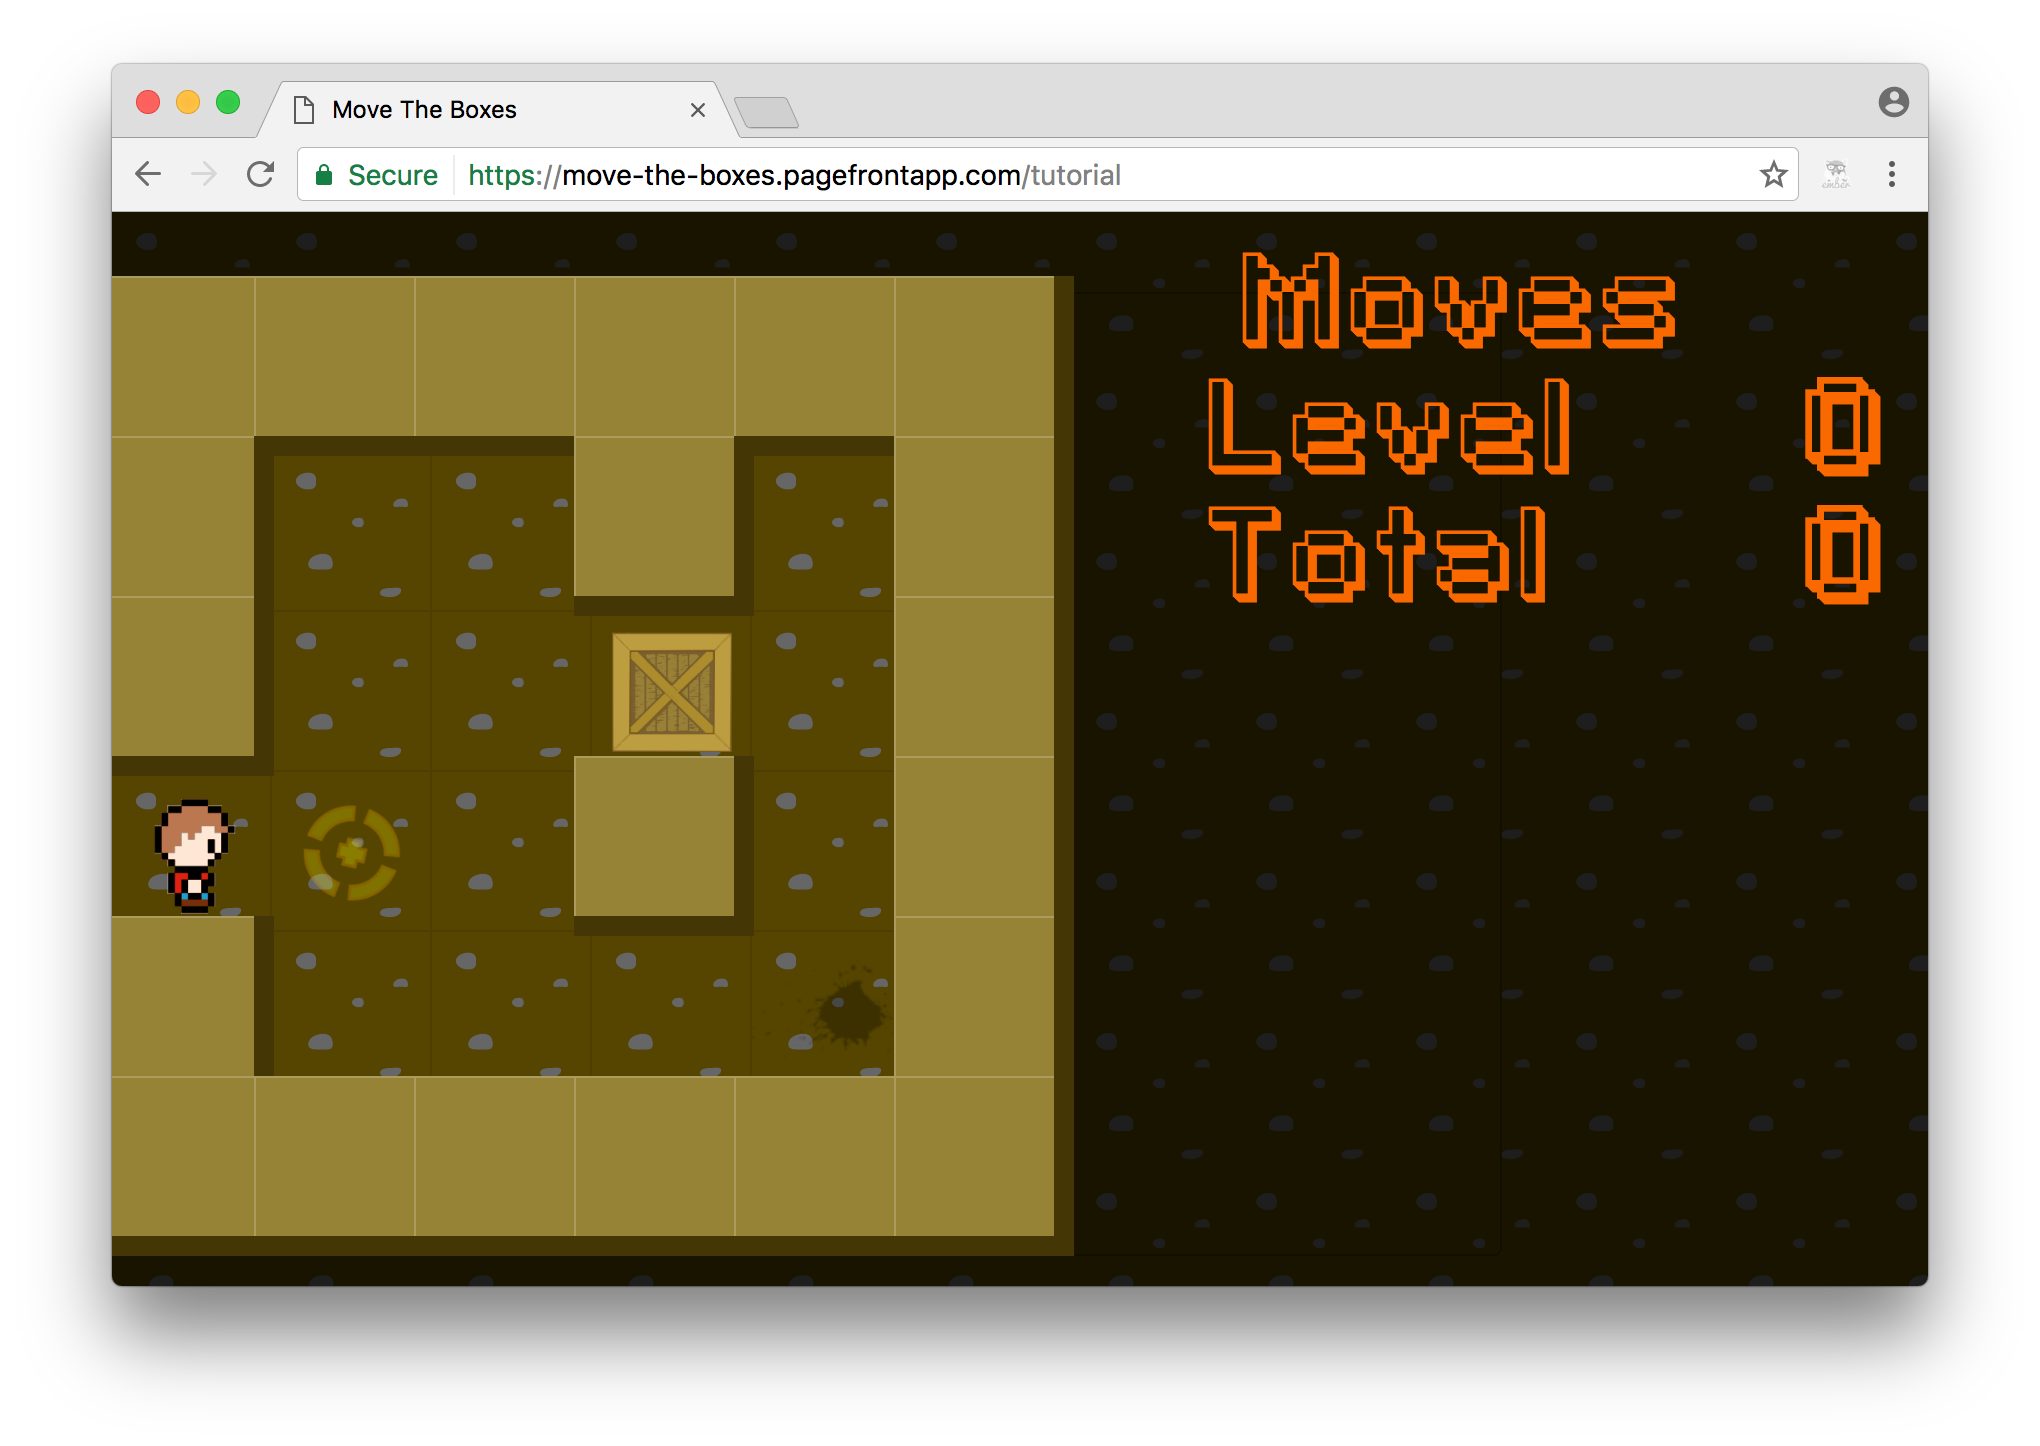 Move The Boxes
Secure https://move-the-boxes.pagefrontapp.com/tutorial
Moves
Level 0
Total 0